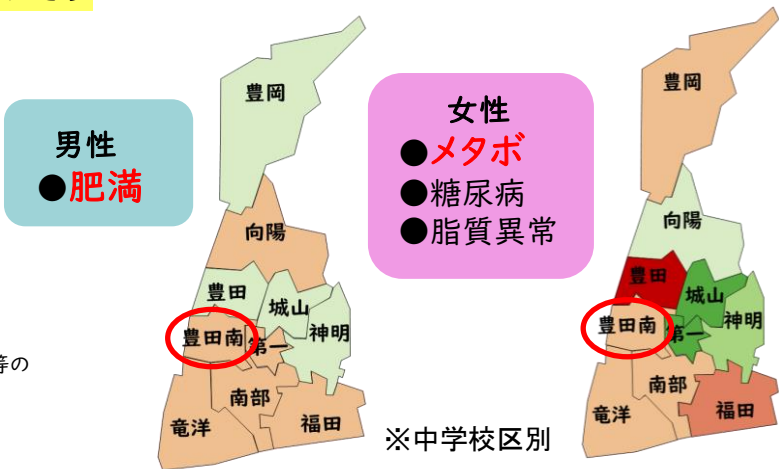 男性
●肥満
女性
●メタボ
●糖尿病
●脂質異常
豊岡
向陽
豊田
城山
神明
豊田南
第一
南部
竜洋
福田
豊岡
向陽
豊田
城山
神明
豊田南
第一
南部
竜洋
福田
等の
※中学校区別